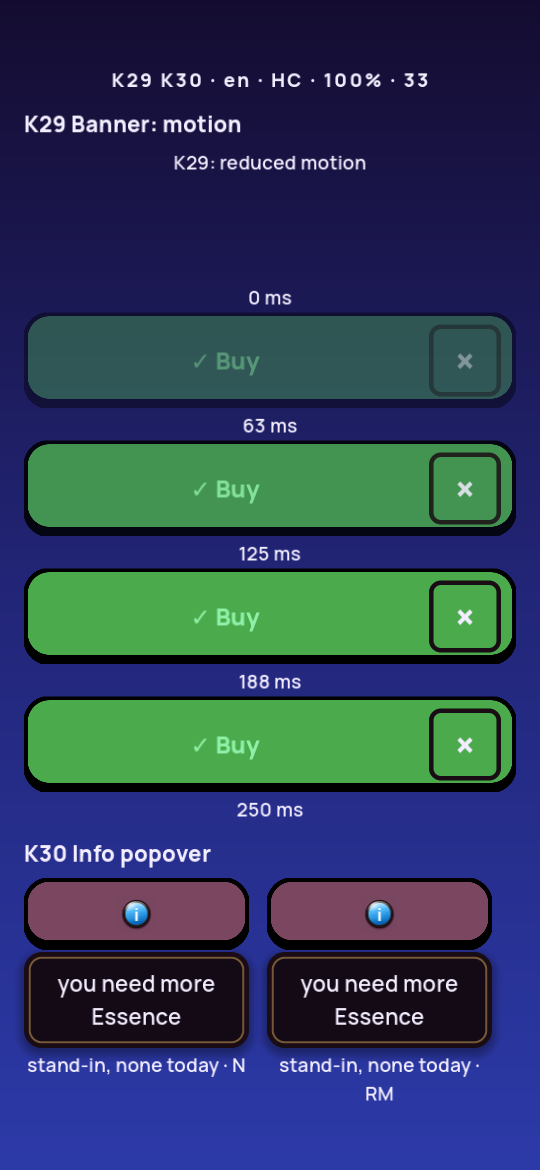 K29 K30 · en · HC · 100% · 33
K29 Banner: motion
K29: reduced motion
0 ms
✓ Buy ×
63 ms
✓ Buy ×
125 ms
✓ Buy ×
188 ms
✓ Buy ×
250 ms
K30 Info popover
i i
you need more
Essence
you need more
Essence
stand-in, none today · N
stand-in, none today ·
RM